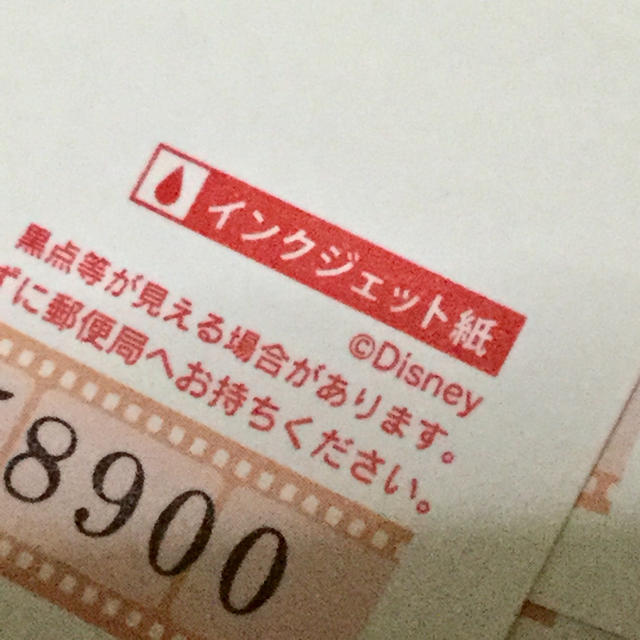 インクジェット紙
©Disney
黒点等が見える場合があります。
ずに郵便局へお持ちください。
8900